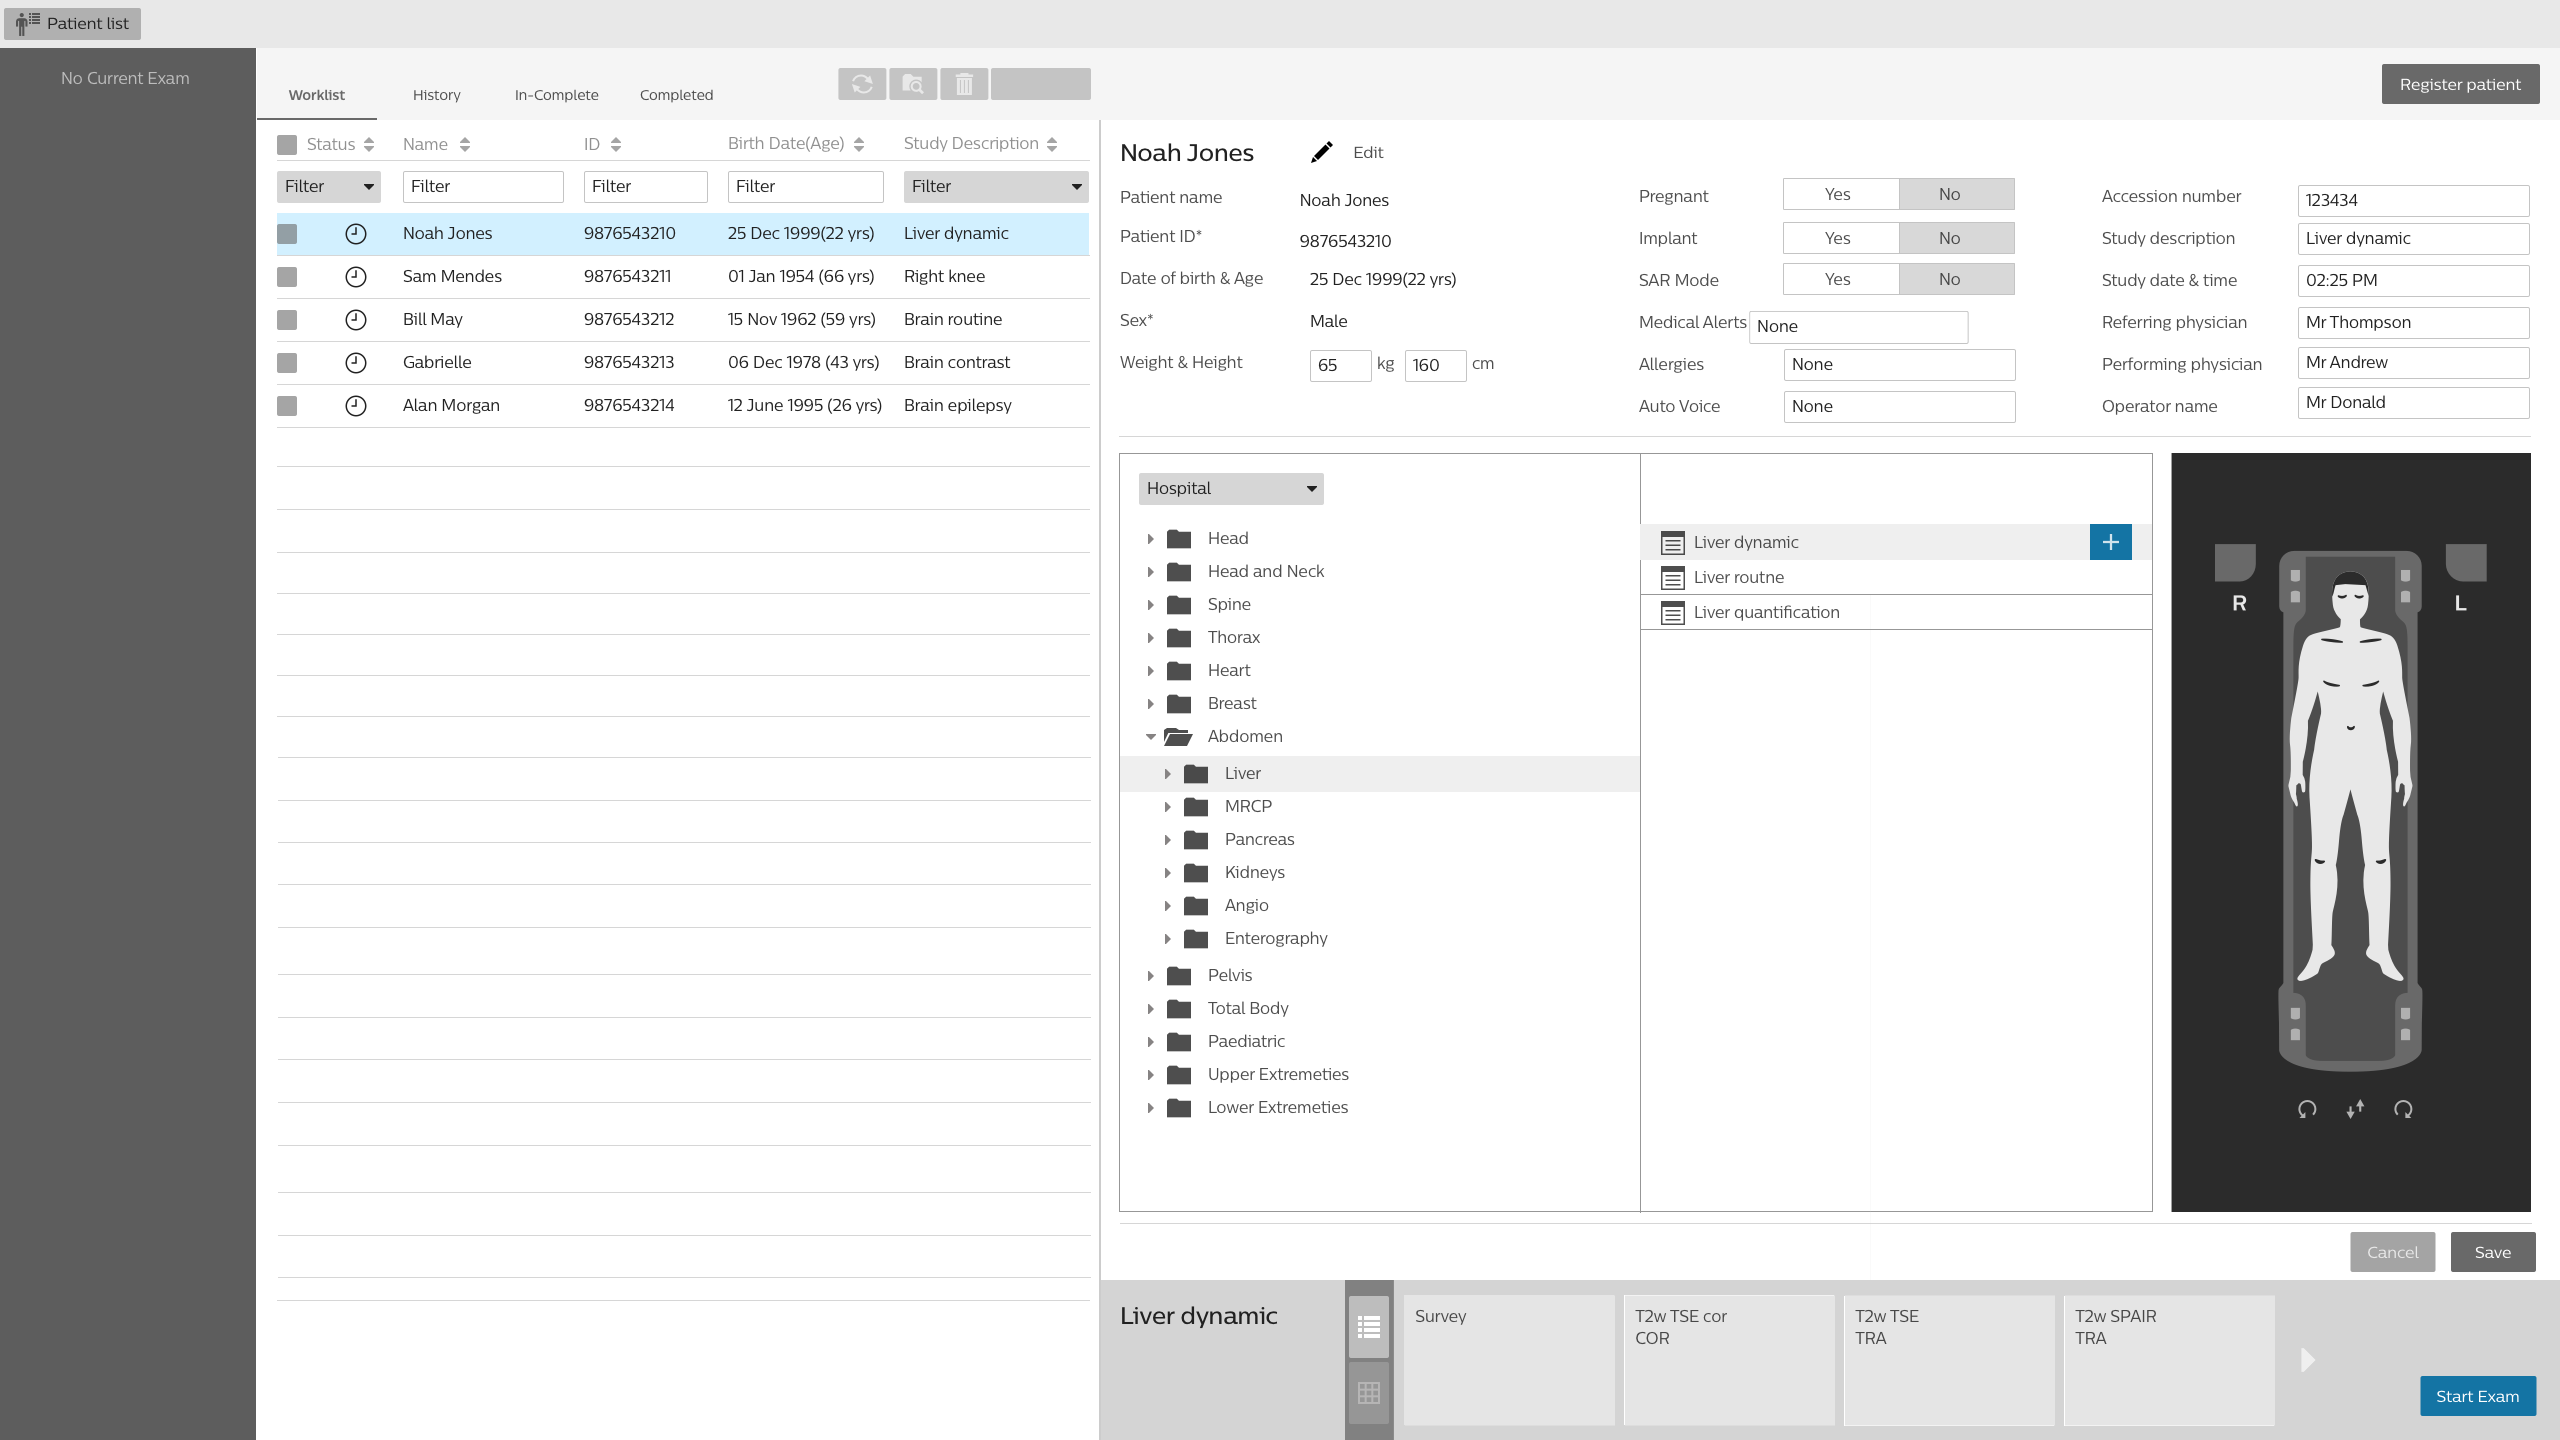 Patient list
No Current Exam
Worklist History In-Complete Completed
Register patient
Status Name ID Birth Date(Age) Study Description
Filter Filter Filter Filter Filter
Noah Jones 9876543210 25 Dec 1999(22 yrs) Liver dynamic
Sam Mendes 9876543211 01 Jan 1954 (66 yrs) Right knee
Bill May 9876543212 15 Nov 1962 (59 yrs) Brain routine
Gabrielle 9876543213 06 Dec 1978 (43 yrs) Brain contrast
Alan Morgan 9876543214 12 June 1995 (26 yrs) Brain epilepsy
Noah Jones Edit
Patient name Noah Jones
Patient ID* 9876543210
Date of birth & Age 25 Dec 1999(22 yrs)
Sex* Male
Weight & Height 65 kg 160 cm
Pregnant Yes No
Implant Yes No
SAR Mode Yes No
Medical Alerts None
Allergies None
Auto Voice None
Accession number 123434
Study description Liver dynamic
Study date & time 02:25 PM
Referring physician Mr Thompson
Performing physician Mr Andrew
Operator name Mr Donald
Hospital
Head
Head and Neck
Spine
Thorax
Heart
Breast
Abdomen
Liver
MRCP
Pancreas
Kidneys
Angio
Enterography
Pelvis
Total Body
Paediatric
Upper Extremeties
Lower Extremeties
Liver dynamic
Liver routne
Liver quantification
R L
Cancel Save
Liver dynamic
Survey
T2w TSE cor
COR
T2w TSE
TRA
T2w SPAIR
TRA
Start Exam